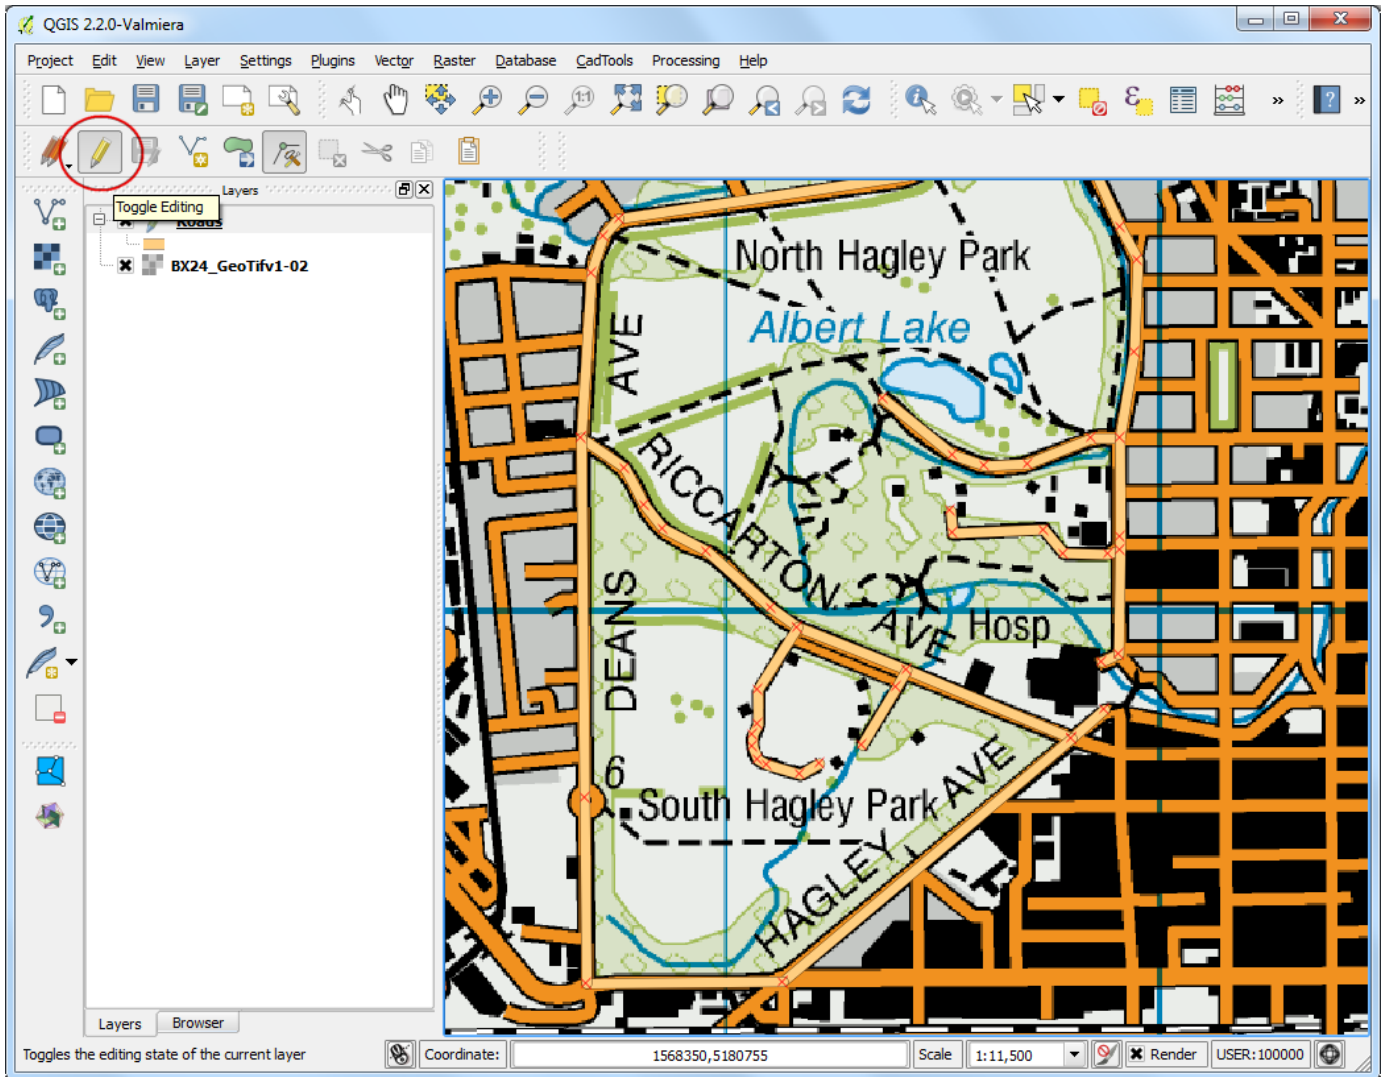 QGIS 2.2.0-Valmiera
Project Edit View Layer Settings Plugins Vector Raster Database CadTools Processing Help
1:1
ε
?
» »
Layers
Toggle Editing
Roads
BX24_GeoTifv1-02
North Hagley Park
Albert Lake
AVE
RICCARTON
AVE
DEANS
Hosp
6
South Hagley Park
HAGLEY AVE
Layers Browser
Toggles the editing state of the current layer
Coordinate: 1568350,5180755 Scale 1:11,500 Render USER:100000